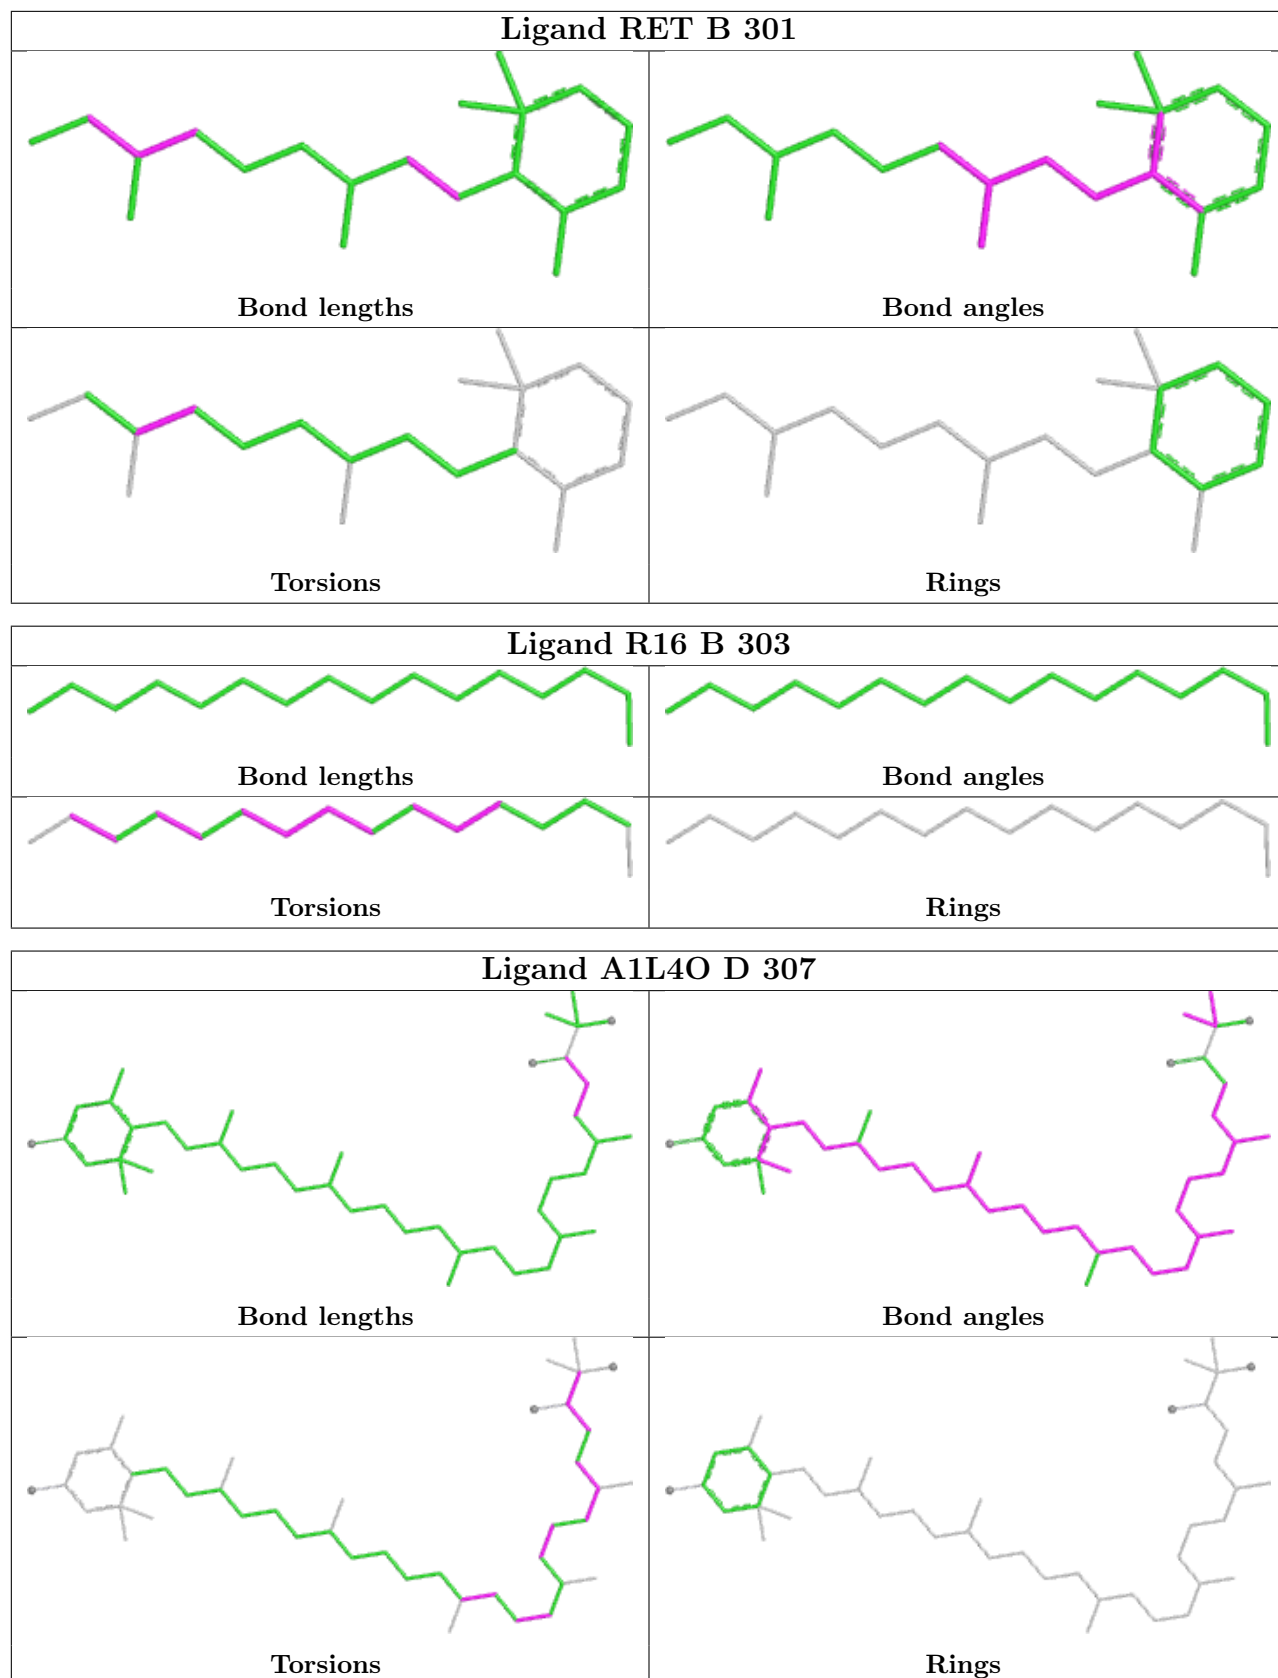 Ligand RET B 301
Bond lengths
Bond angles
Torsions
Rings
Ligand R16 B 303
Bond lengths
Bond angles
Torsions
Rings
Ligand A1L4O D 307
Bond lengths
Bond angles
Torsions
Rings